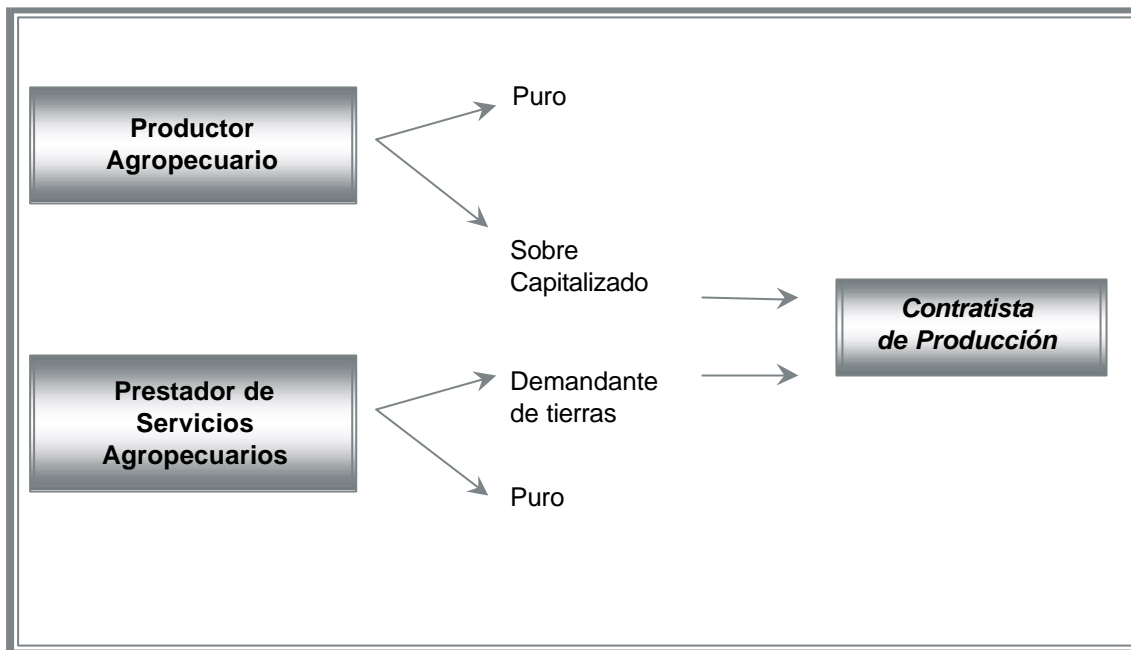 Productor
Agropecuario
Puro
Sobre
Capitalizado
Contratista
de Producción
Prestador de
Servicios
Agropecuarios
Demandante
de tierras
Puro